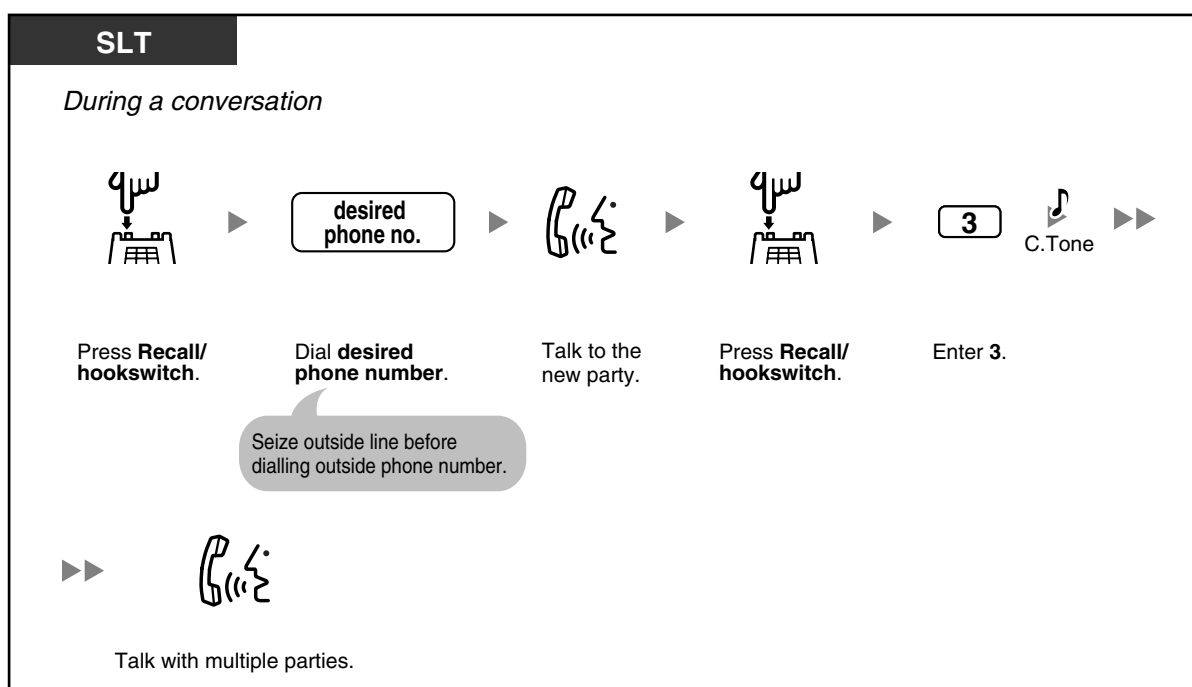 SLT
During a conversation
desired
phone no.
3
C.Tone
Press Recall/
hookswitch.
Dial desired
phone number.
Talk to the
new party.
Press Recall/
hookswitch.
Enter 3.
Seize outside line before
dialling outside phone number.
Talk with multiple parties.